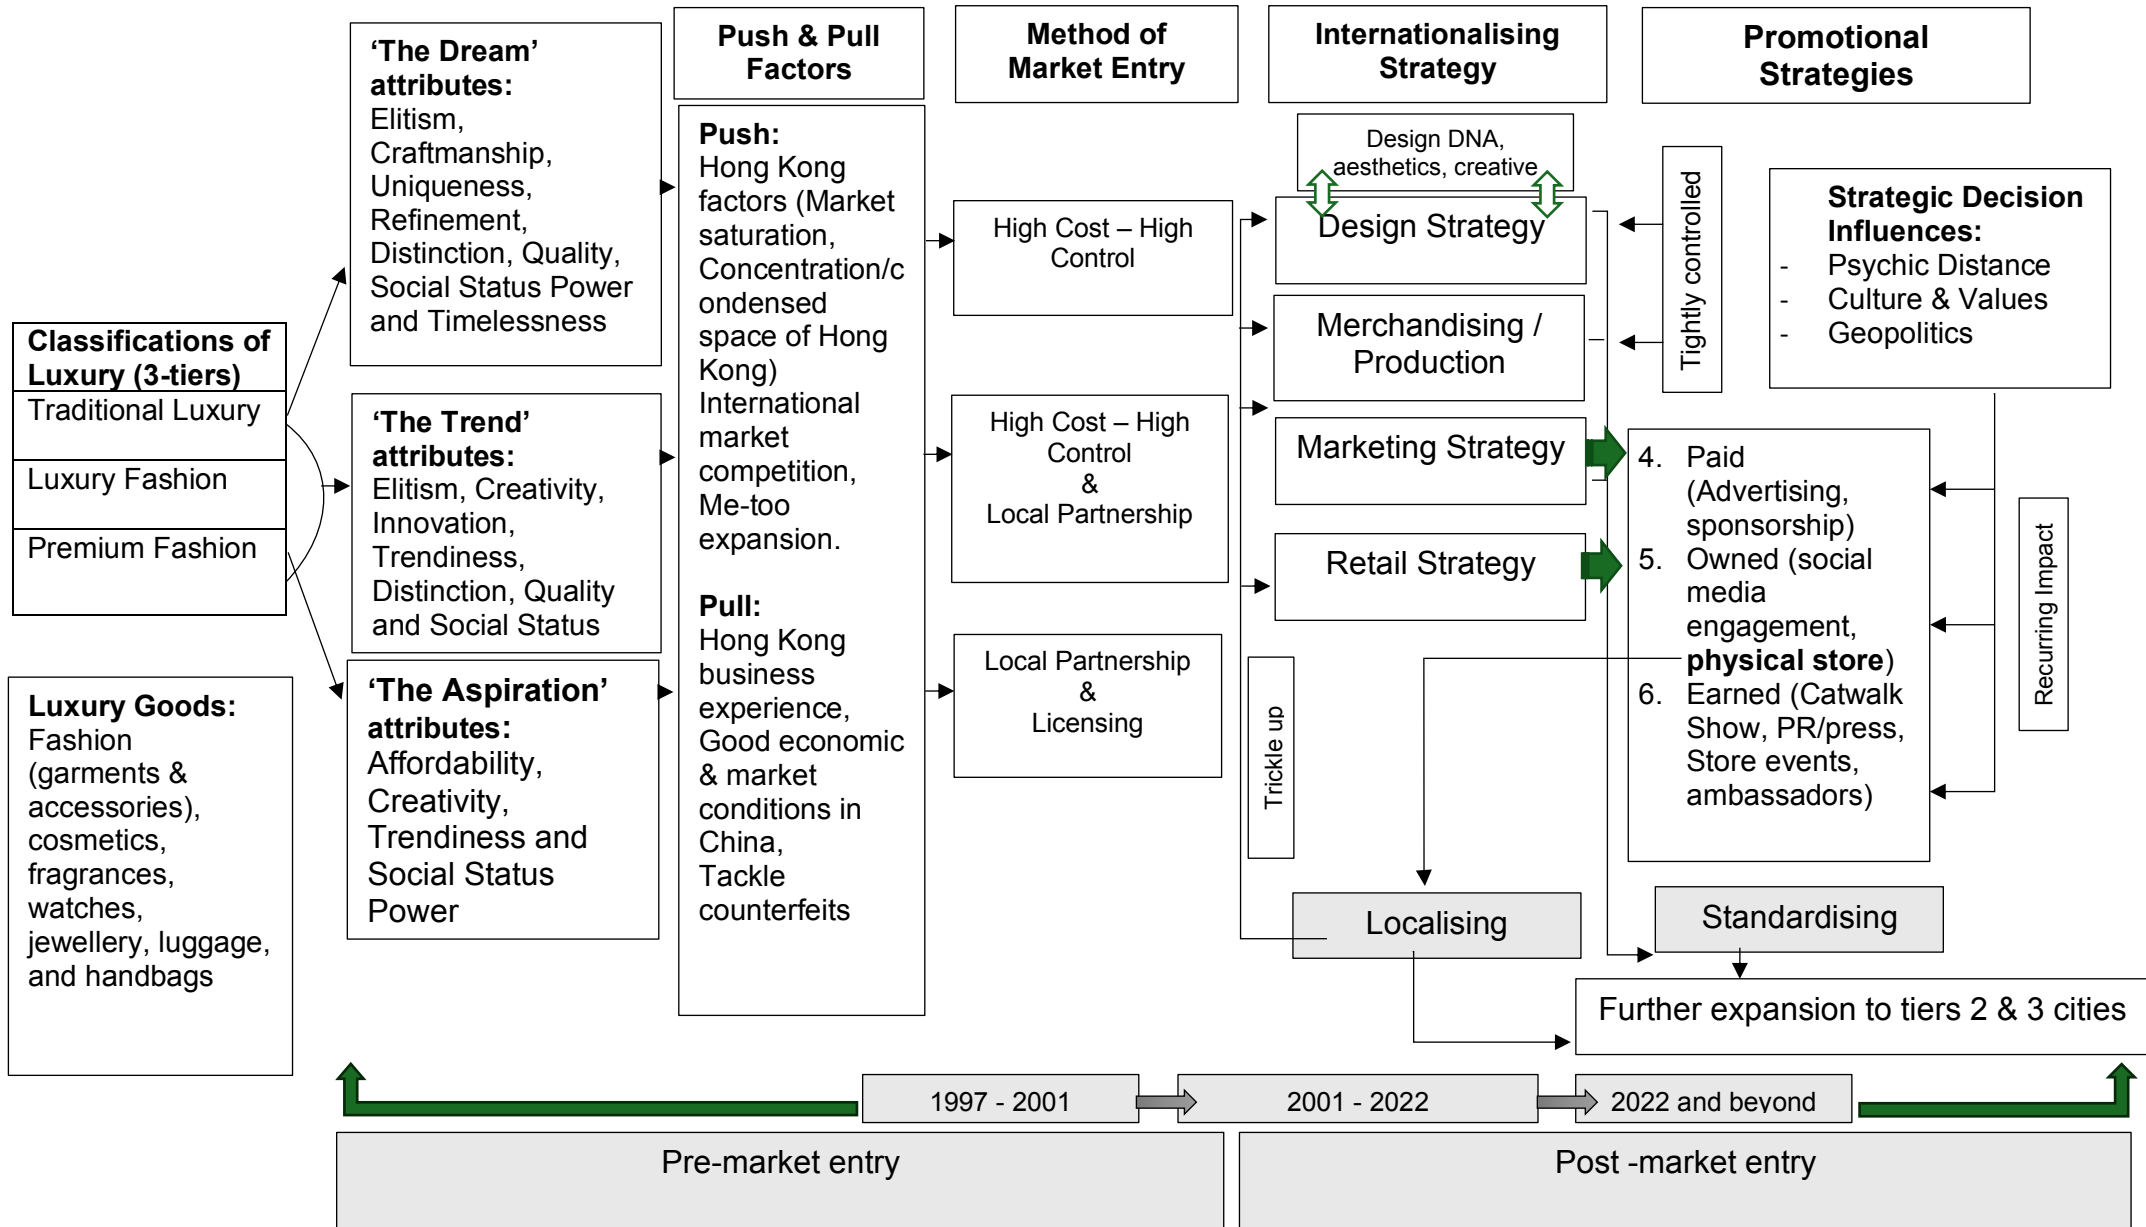 Classifications of
Luxury (3-tiers)
Traditional Luxury
Luxury Fashion
Premium Fashion
Luxury Goods:
Fashion
(garments &
accessories),
cosmetics,
fragrances,
watches,
jewellery, luggage,
and handbags
‘The Dream’
attributes:
Elitism,
Craftmanship,
Uniqueness,
Refinement,
Distinction, Quality,
Social Status Power
and Timelessness
‘The Trend’
attributes:
Elitism, Creativity,
Innovation,
Trendiness,
Distinction, Quality
and Social Status
‘The Aspiration’
attributes:
Affordability,
Creativity,
Trendiness and
Social Status
Power
Push & Pull
Factors
Push:
Hong Kong
factors (Market
saturation,
Concentration/c
ondensed
space of Hong
Kong)
International
market
competition,
Me-too
expansion.
Pull:
Hong Kong
business
experience,
Good economic
& market
conditions in
China,
Tackle
counterfeits
Method of
Market Entry
High Cost – High
Control
High Cost – High
Control
&
Local Partnership
Local Partnership
&
Licensing
Internationalising
Strategy
Design DNA,
aesthetics, creative
Design Strategy
Merchandising /
Production
Marketing Strategy
Retail Strategy
Trickle up
Localising
Promotional
Strategies
Tightly controlled
Strategic Decision
Influences:
- Psychic Distance
- Culture & Values
- Geopolitics
4. Paid
(Advertising,
sponsorship)
5. Owned (social
media
engagement,
physical store)
6. Earned (Catwalk
Show, PR/press,
Store events,
ambassadors)
Recurring Impact
Standardising
Further expansion to tiers 2 & 3 cities
1997 - 2001
2001 - 2022
2022 and beyond
Pre-market entry
Post -market entry